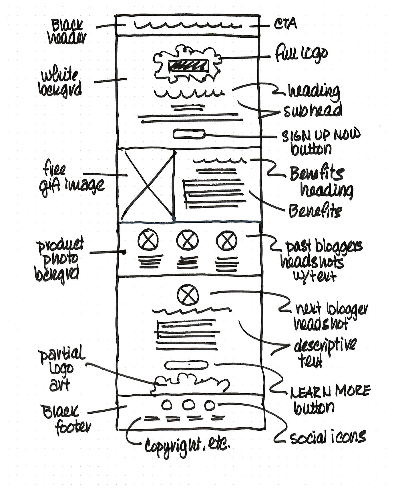 Black
header
CTA
full logo
white
bckgrd
heading
subhead
SIGN UP NOW
button
free
gift image
Benefits
heading
Benefits
product
photo
bckgrd
past bloggers
headshots
w/text
next blogger
headshot
descriptive
text
partial
logo
art
LEARN MORE
button
Black
footer
social icons
Copyright, etc.